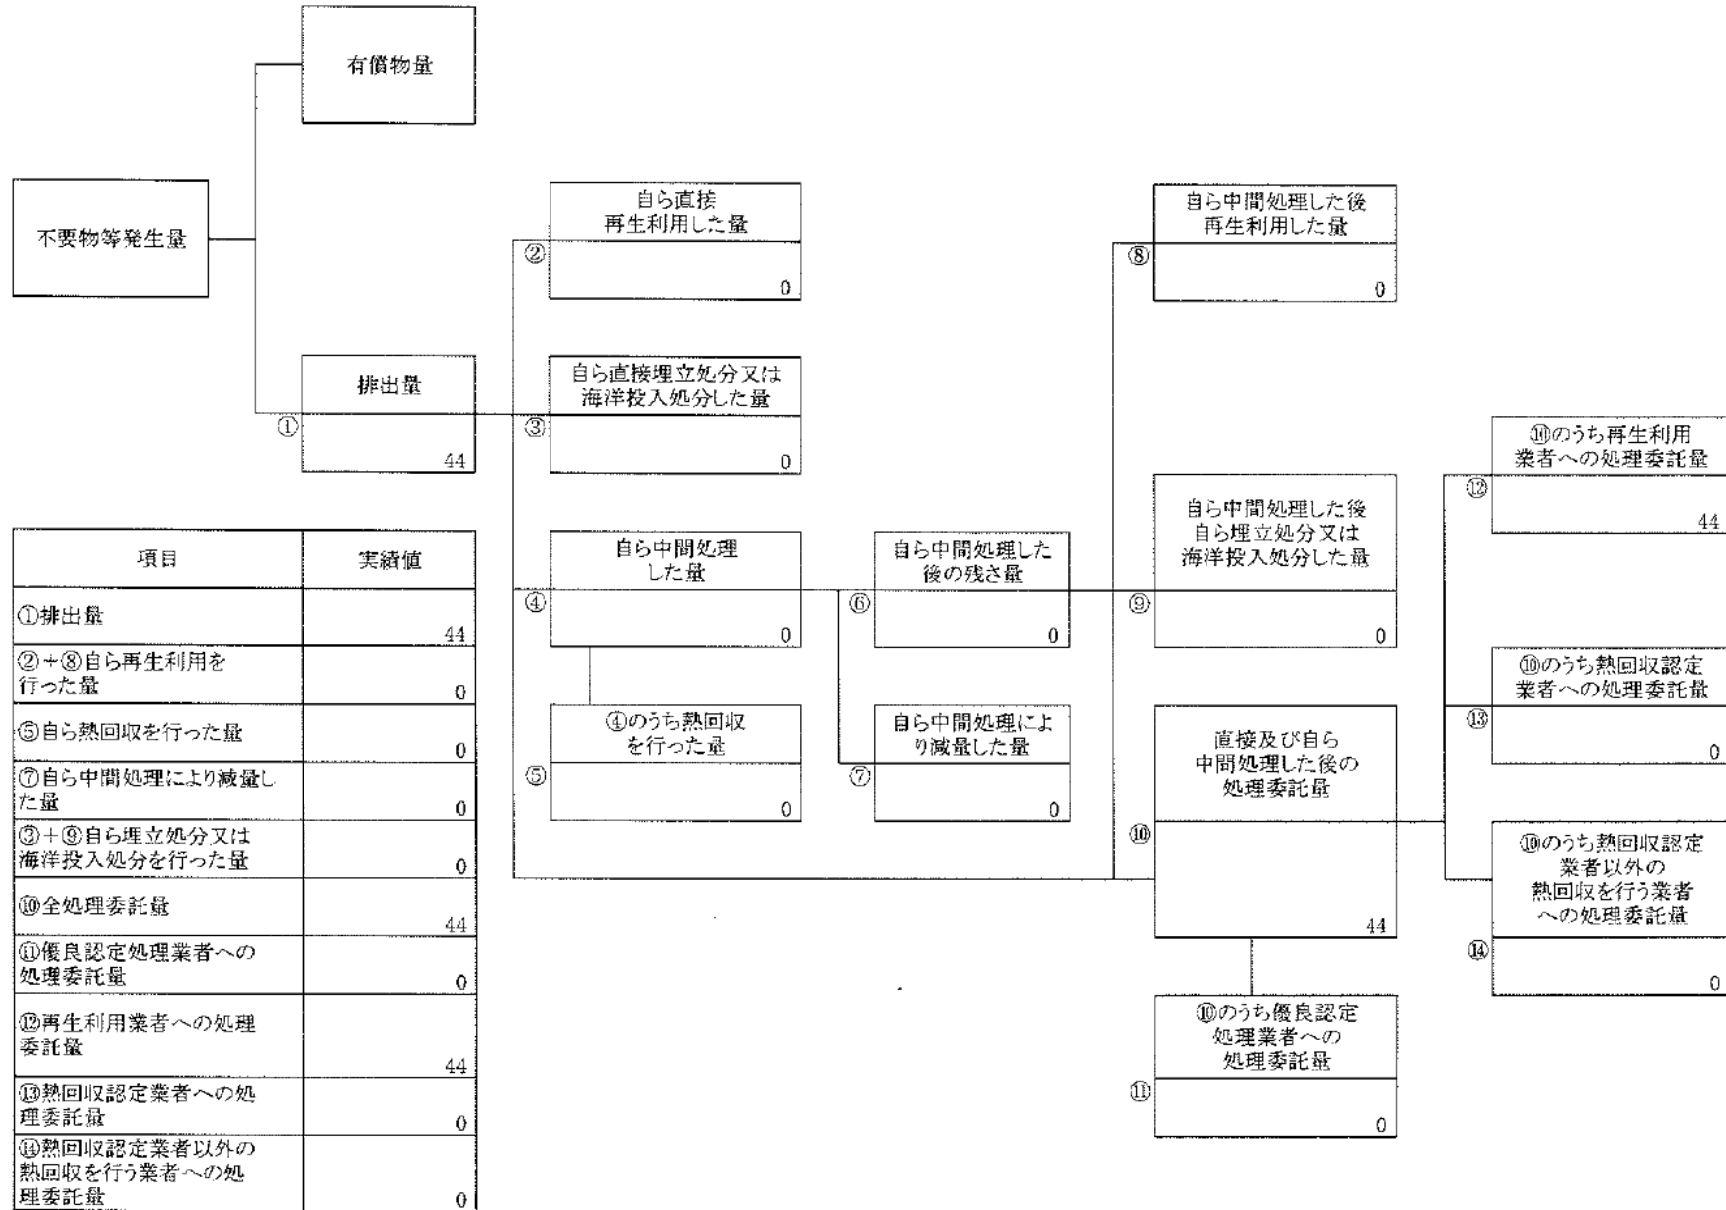 有償物量
不要物等発生量
排出量
①
44
自ら直接
再生利用した量
②
0
自ら直接埋立処分又は
海洋投入処分した量
③
0
自ら中間処理
した量
④
0
④のうち熱回収
を行った量
⑤
0
自ら中間処理した
後の残さ量
⑥
0
自ら中間処理によ
り減量した量
⑦
0
自ら中間処理した後
再生利用した量
⑧
0
自ら中間処理した後
自ら埋立処分又は
海洋投入処分した量
⑨
0
直接及び自ら
中間処理した後の
処理委託量
⑩
44
⑩のうち優良認定
処理業者への
処理委託量
⑪
0
⑩のうち再生利用
業者への処理委託量
⑫
44
⑩のうち熱回収認定
業者への処理委託量
⑬
0
⑩のうち熱回収認定
業者以外の
熱回収を行う業者
への処理委託量
⑭
0
項目 実績値
①排出量
44
②+⑧自ら再生利用を
行った量
0
⑤自ら熱回収を行った量
0
⑦自ら中間処理により減量し
た量
0
③+⑨自ら埋立処分又は
海洋投入処分を行った量
0
⑩全処理委託量
44
⑪優良認定処理業者への
処理委託量
0
⑫再生利用業者への処理
委託量
44
⑬熱回収認定業者への処
理委託量
0
⑭熱回収認定業者以外の
熱回収を行う業者への処
理委託量
0